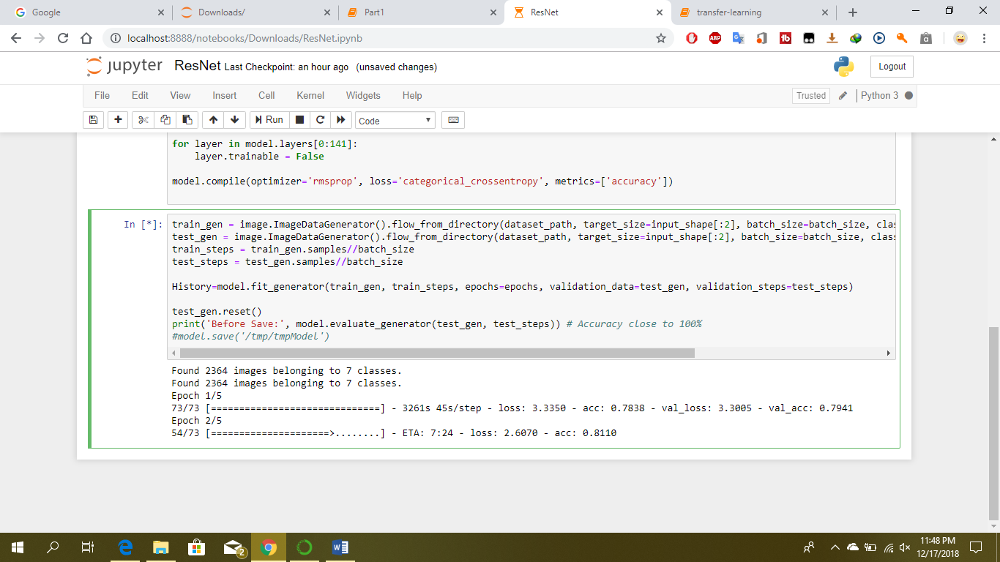 Google
Downloads/
Part1
ResNet
transfer-learning
localhost:8888/notebooks/Downloads/ResNet.ipynb
ABP
jupyter ResNet Last Checkpoint: an hour ago (unsaved changes)
Logout
File Edit View Insert Cell Kernel Widgets Help
Trusted Python 3
Run Code
for layer in model.layers[0:141]:
    layer.trainable = False
model.compile(optimizer='rmsprop', loss='categorical_crossentropy', metrics=['accuracy'])
In [*]:
train_gen = image.ImageDataGenerator().flow_from_directory(dataset_path, target_size=input_shape[:2], batch_size=batch_size, clas
test_gen = image.ImageDataGenerator().flow_from_directory(dataset_path, target_size=input_shape[:2], batch_size=batch_size, class
train_steps = train_gen.samples//batch_size
test_steps = test_gen.samples//batch_size
History=model.fit_generator(train_gen, train_steps, epochs=epochs, validation_data=test_gen, validation_steps=test_steps)
test_gen.reset()
print('Before Save:', model.evaluate_generator(test_gen, test_steps)) # Accuracy close to 100%
#model.save('/tmp/tmpModel')
Found 2364 images belonging to 7 classes.
Found 2364 images belonging to 7 classes.
Epoch 1/5
73/73 [==============================] - 3261s 45s/step - loss: 3.3350 - acc: 0.7838 - val_loss: 3.3005 - val_acc: 0.7941
Epoch 2/5
54/73 [=====================>........] - ETA: 7:24 - loss: 2.6070 - acc: 0.8110
2
11:48 PM
12/17/2018